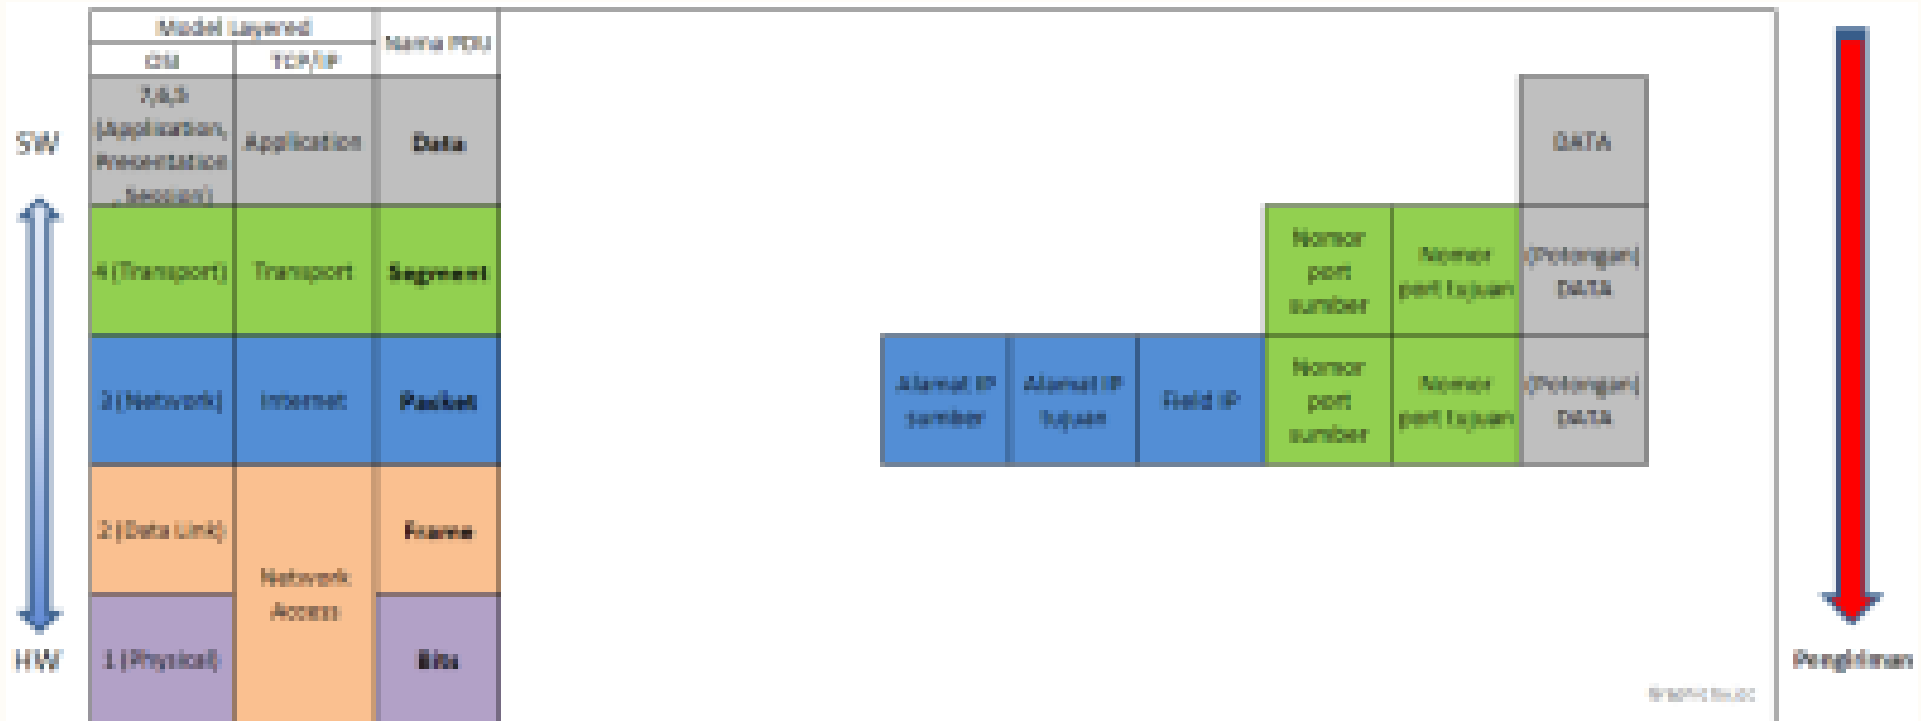 Model Layered
Nama PDU
OSI
TCP/IP
7,6,5
(Application,
Presentation
, Session)
Application
Data
DATA
SW
4 (Transport)
Transport
Segment
Nomor
port
sumber
Nomor
port tujuan
(Potongan)
DATA
3 (Network)
Internet
Packet
Alamat IP
sumber
Alamat IP
tujuan
Field IP
Nomor
port
sumber
Nomor
port tujuan
(Potongan)
DATA
2 (Data Link)
Frame
Network
Access
1 (Physical)
Bits
HW
Pengiriman